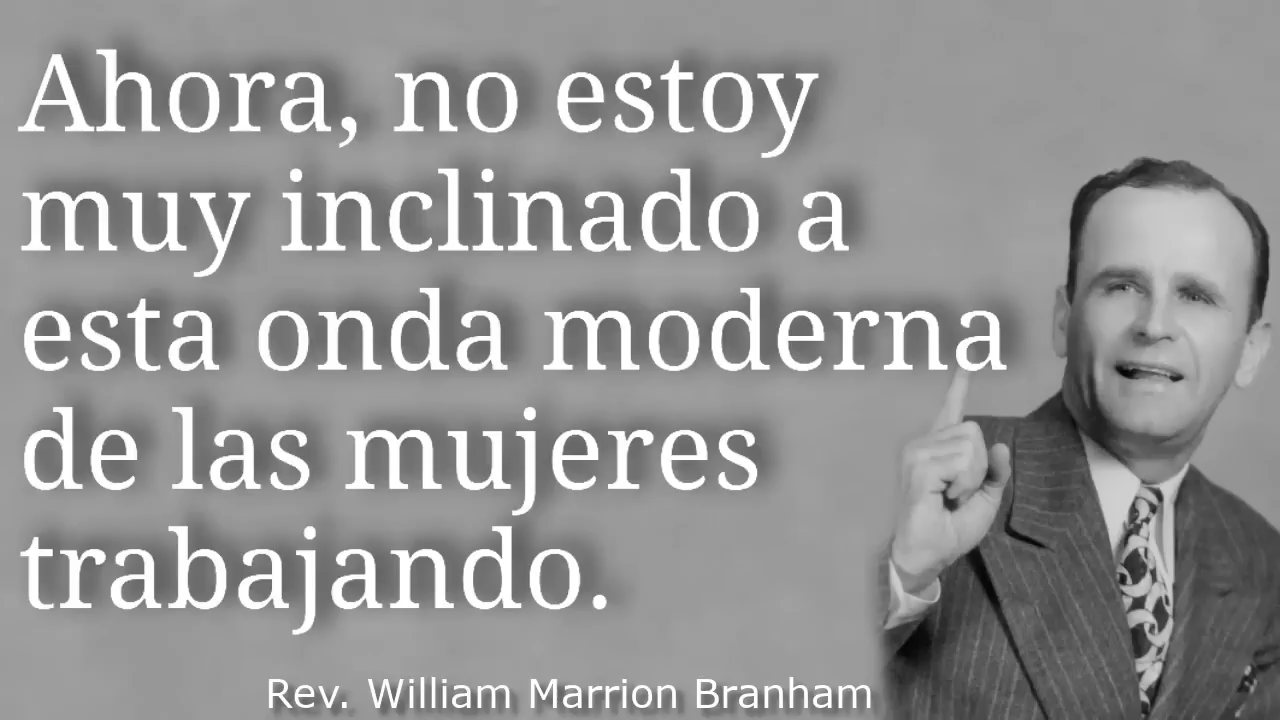 Ahora, no estoy
muy inclinado a
esta onda moderna
de las mujeres
trabajando.
Rev. William Marrion Branham